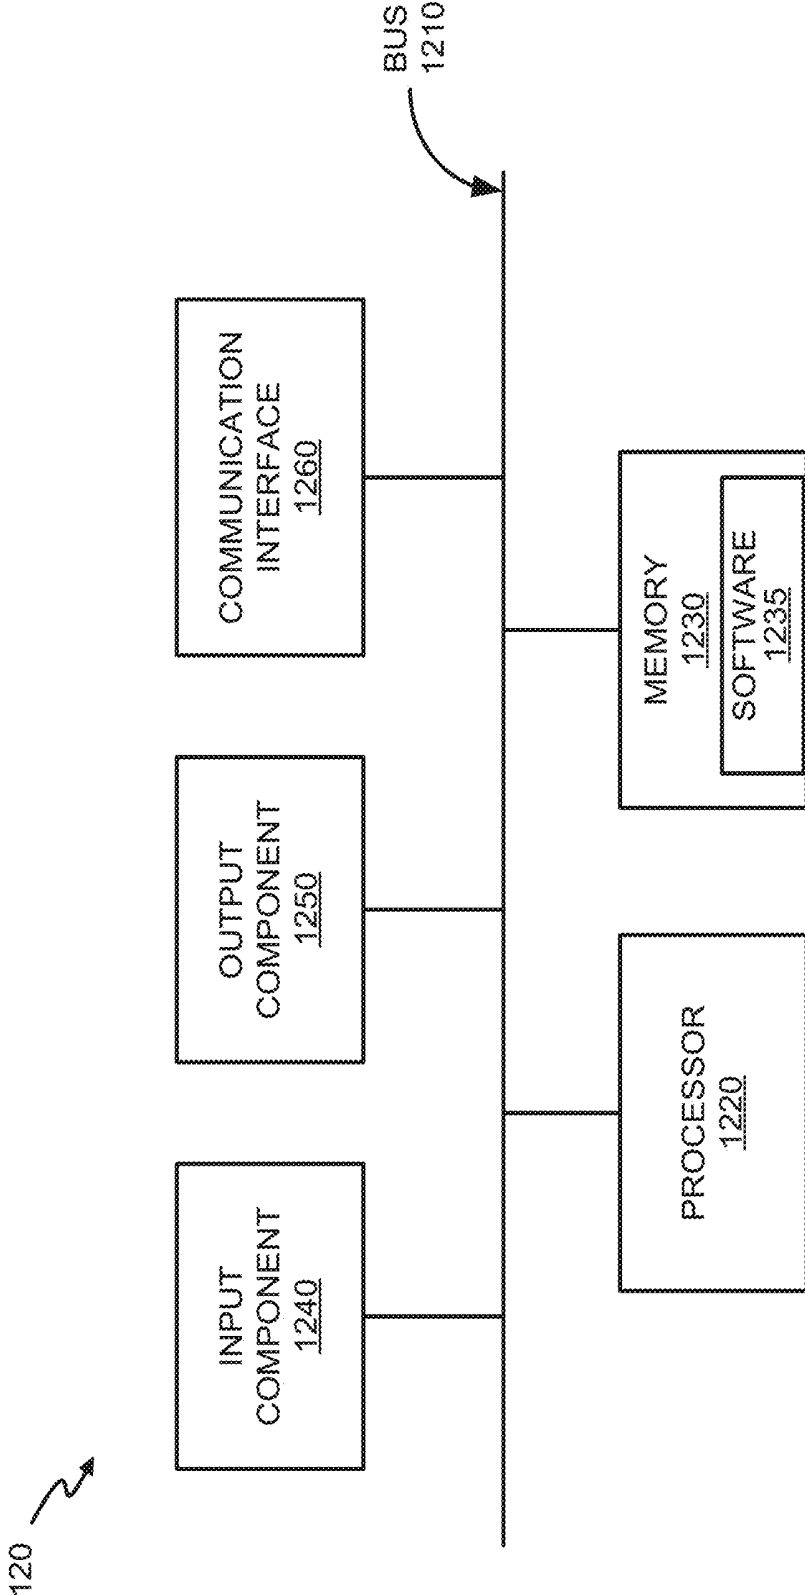 120
INPUT
COMPONENT
1240
OUTPUT
COMPONENT
1250
COMMUNICATION
INTERFACE
1260
BUS
1210
PROCESSOR
1220
MEMORY
1230
SOFTWARE
1235